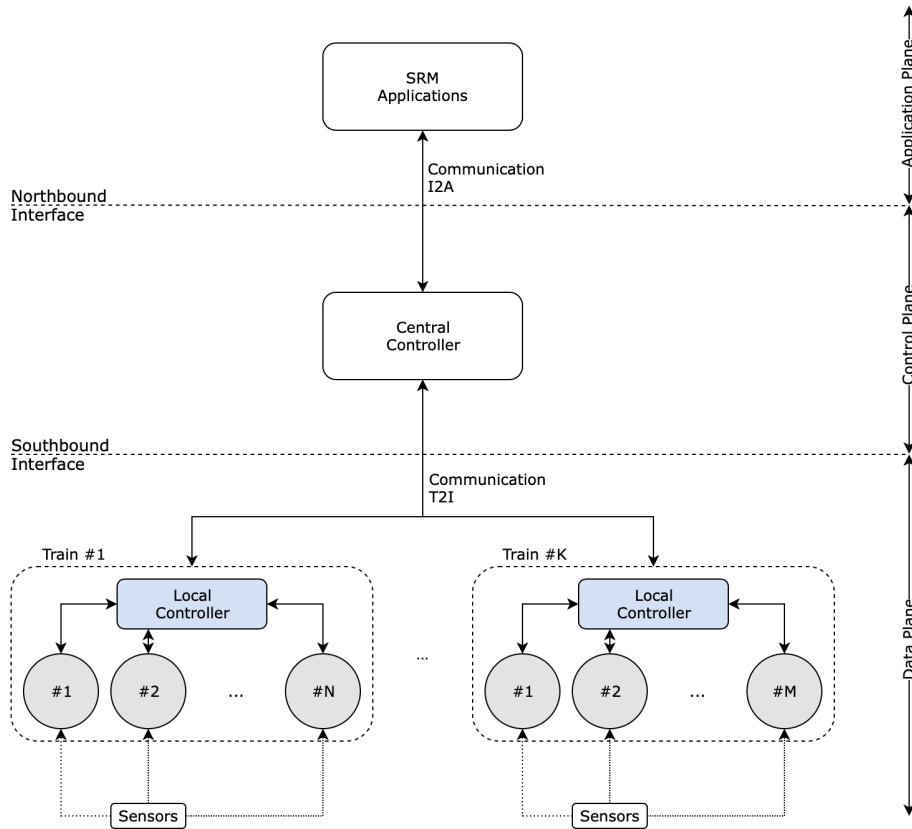 SRM
Applications
Application Plane
Communication
I2A
Northbound
Interface
Central
Controller
Control Plane
Southbound
Interface
Communication
T2I
Train #1
Local
Controller
#1
#2
...
#N
Sensors
...
Train #K
Local
Controller
#1
#2
...
#M
Sensors
Data Plane